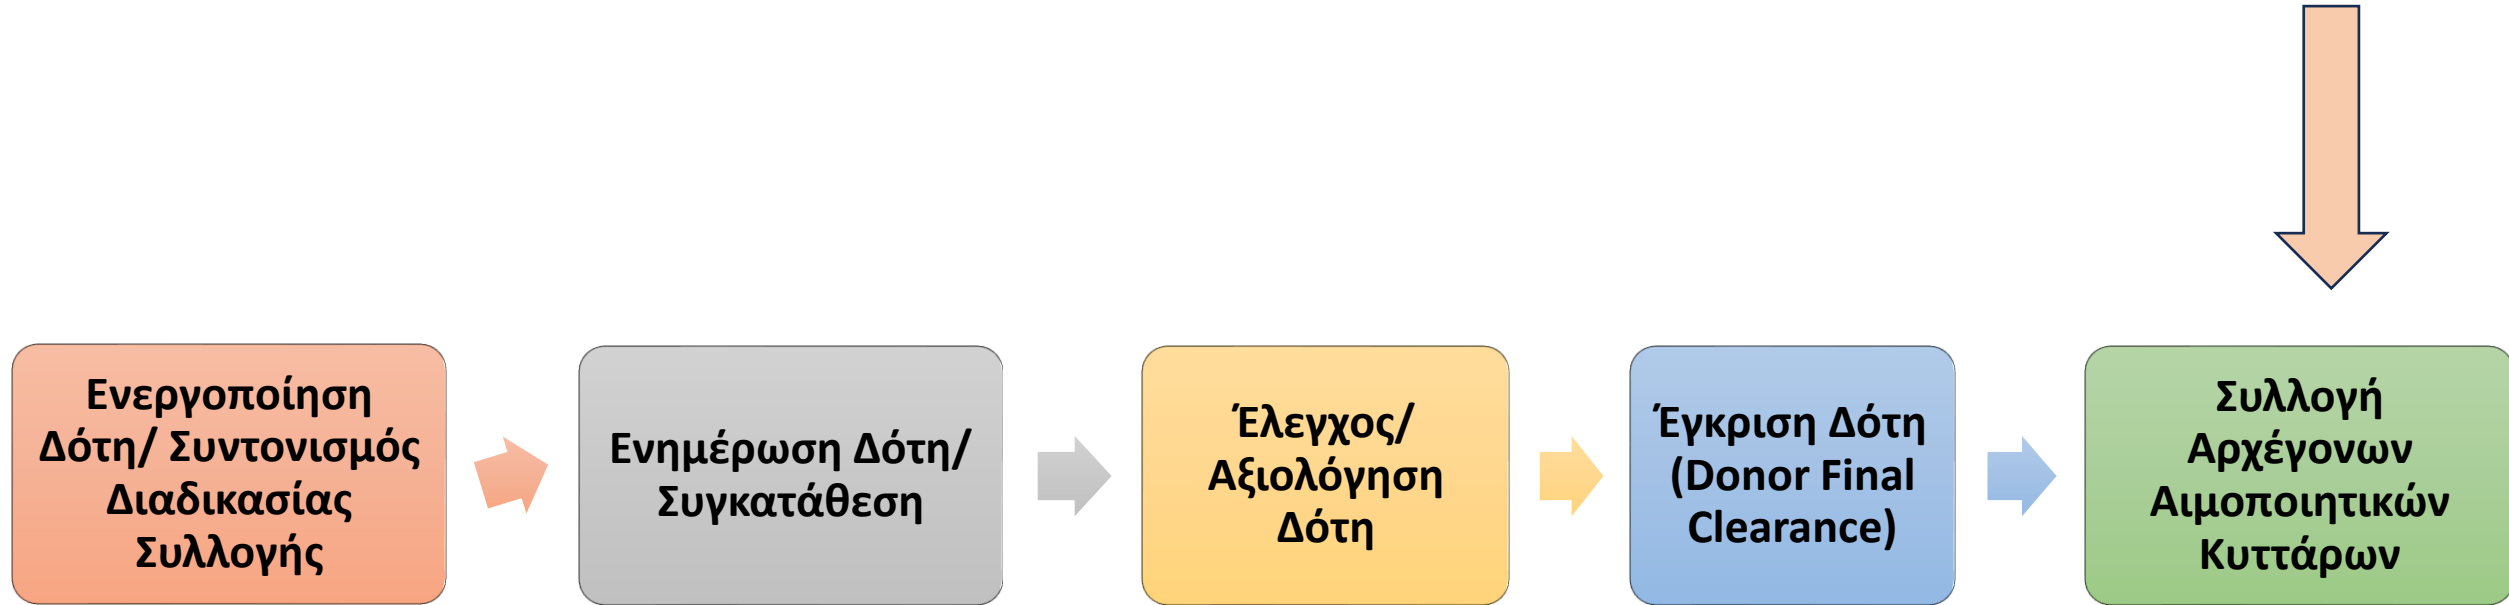 Ενεργοποίηση
Δότη/ Συντονισμός
Διαδικασίας
Συλλογής
Ενημέρωση Δότη/
Συγκατάθεση
Έλεγχος/
Αξιολόγηση
Δότη
Έγκριση Δότη
(Donor Final
Clearance)
Συλλογή
Αρχέγονων
Αιμοποιητικών
Κυττάρων